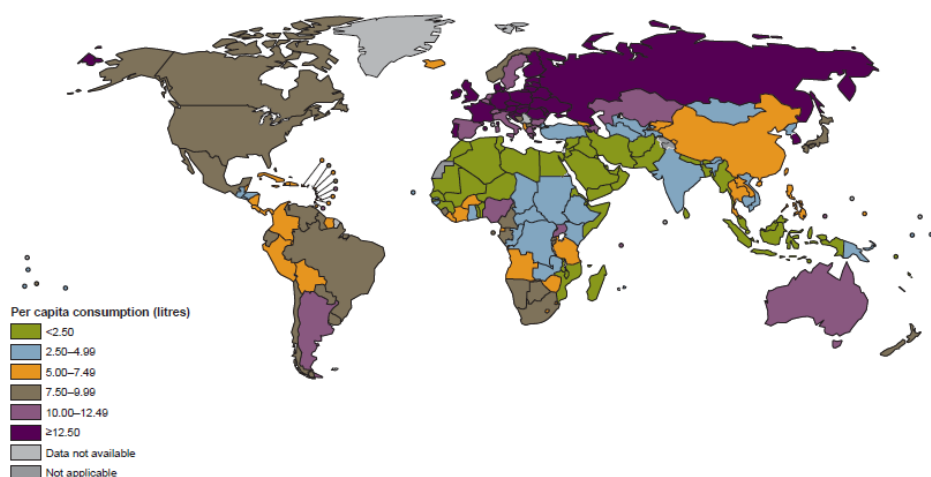 Per capita consumption (litres)
<2.50
2.50–4.99
5.00–7.49
7.50–9.99
10.00–12.49
≥12.50
Data not available
Not applicable